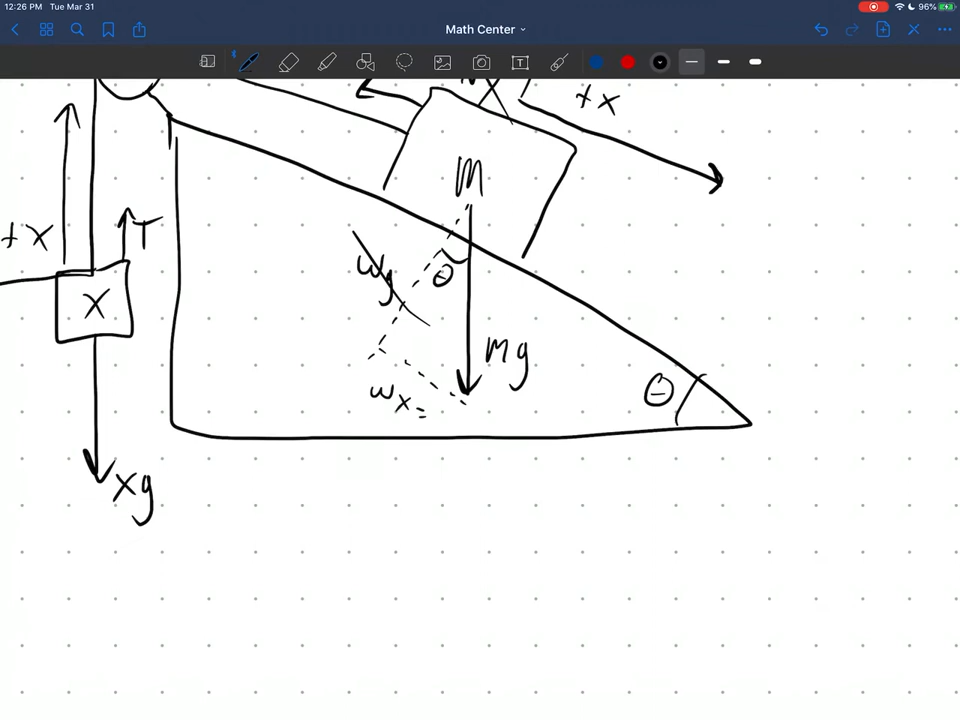 12:26 PM Tue Mar 31
96%
Math Center
T
+x
+X
T
M
X
Wy
θ
Mg
Wx=
θ
Xg